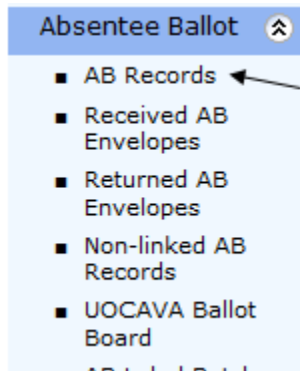 Absentee Ballot
AB Records
Received AB
Envelopes
Returned AB
Envelopes
Non-linked AB
Records
UOCAVA Ballot
Board